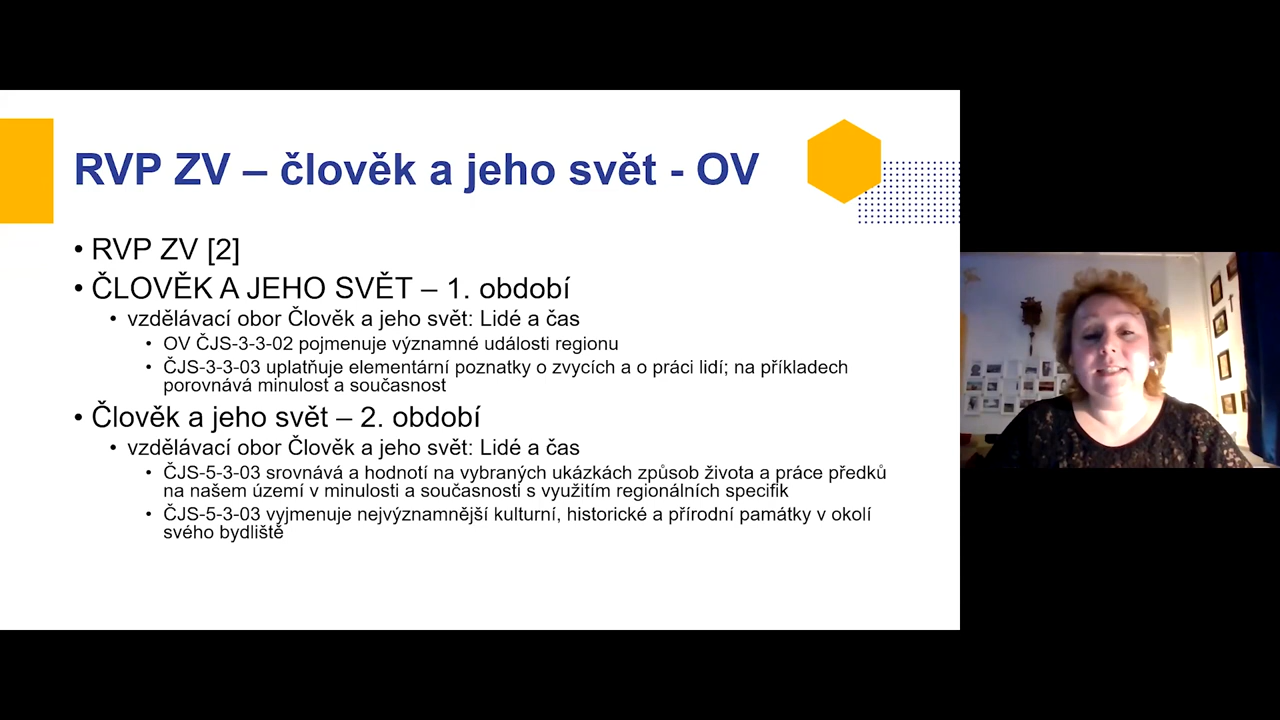 RVP ZV – člověk a jeho svět - OV
• RVP ZV [2]
• ČLOVĚK A JEHO SVĚT – 1. období
• vzdělávací obor Člověk a jeho svět: Lidé a čas
• OV ČJS-3-3-02 pojmenuje významné události regionu
• ČJS-3-3-03 uplatňuje elementární poznatky o zvycích a o práci lidí; na příkladech
porovnává minulost a současnost
• Člověk a jeho svět – 2. období
• vzdělávací obor Člověk a jeho svět: Lidé a čas
• ČJS-5-3-03 srovnává a hodnotí na vybraných ukázkách způsob života a práce předků
na našem území v minulosti a současnosti s využitím regionálních specifik
• ČJS-5-3-03 vyjmenuje nejvýznamnější kulturní, historické a přírodní památky v okolí
svého bydliště